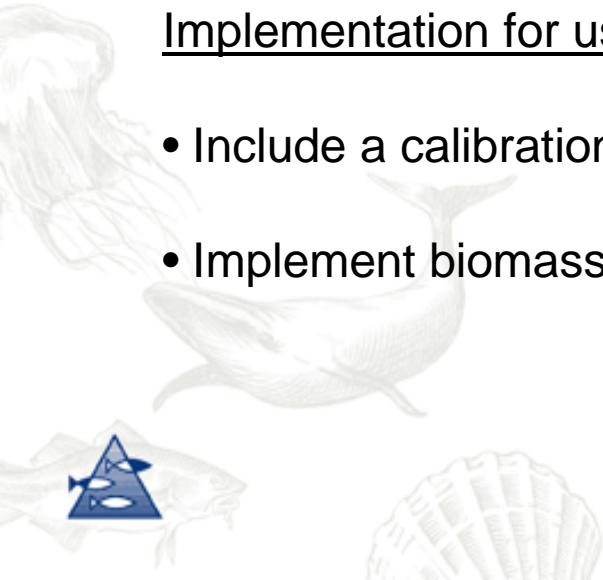 Implementation for us
• Include a calibration
• Implement biomass